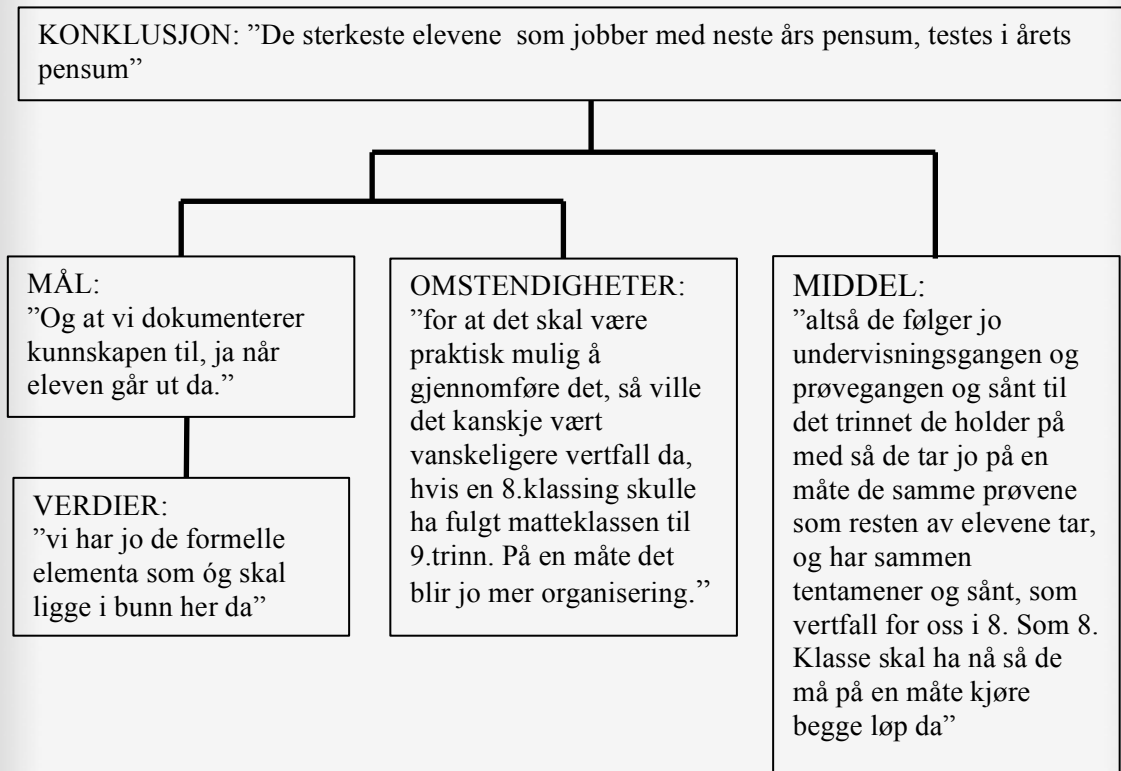 KONKLUSJON: ”De sterkeste elevene  som jobber med neste års pensum, testes i årets
pensum”
MÅL:
”Og at vi dokumenterer
kunnskapen til, ja når
eleven går ut da.”
VERDIER:
”vi har jo de formelle
elementa som óg skal
ligge i bunn her da”
OMSTENDIGHETER:
”for at det skal være
praktisk mulig å
gjennomføre det, så ville
det kanskje vært
vanskeligere vertfall da,
hvis en 8.klassing skulle
ha fulgt matteklassen til
9.trinn. På en måte det
blir jo mer organisering.”
MIDDEL:
”altså de følger jo
undervisningsgangen og
prøvegangen og sånt til
det trinnet de holder på
med så de tar jo på en
måte de samme prøvene
som resten av elevene tar,
og har sammen
tentamener og sånt, som
vertfall for oss i 8. Som 8.
Klasse skal ha nå så de
må på en måte kjøre
begge løp da”